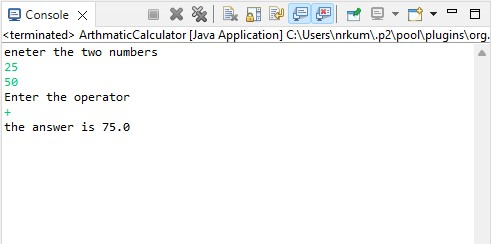 Console
<terminated> ArthmaticCalculator [Java Application] C:\Users\nrkum\.p2\pool\plugins\org.
eneter the two numbers
25
50
Enter the operator
+
the answer is 75.0